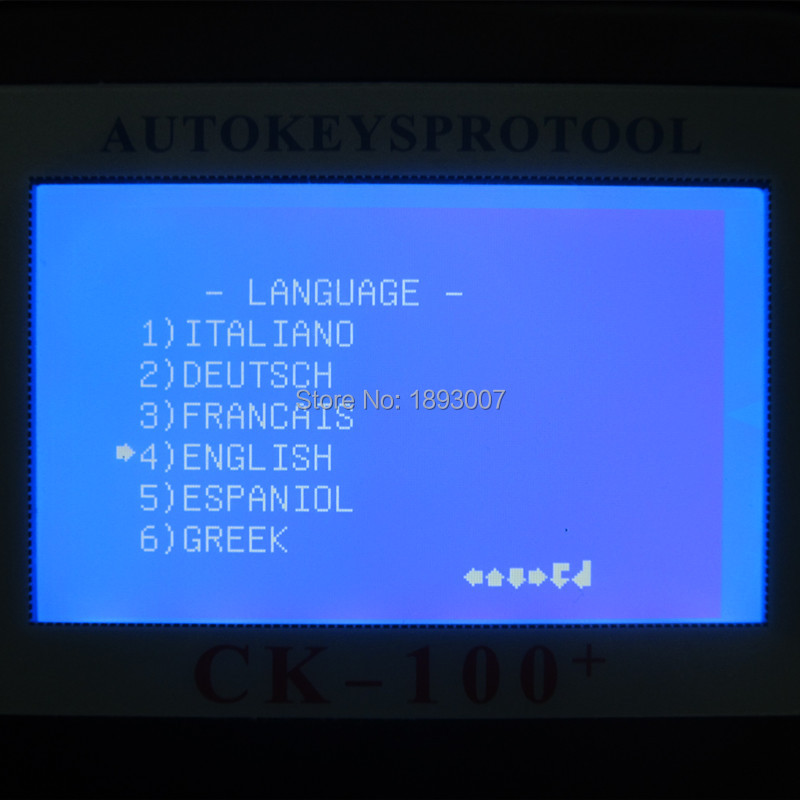 AUTOKEYSPROTOOL
- LANGUAGE -
1)ITALIANO
2)DEUTSCH
Store No: 1893007
3)FRANCAIS
4)ENGLISH
5)ESPANIOL
6)GREEK
CK-100+